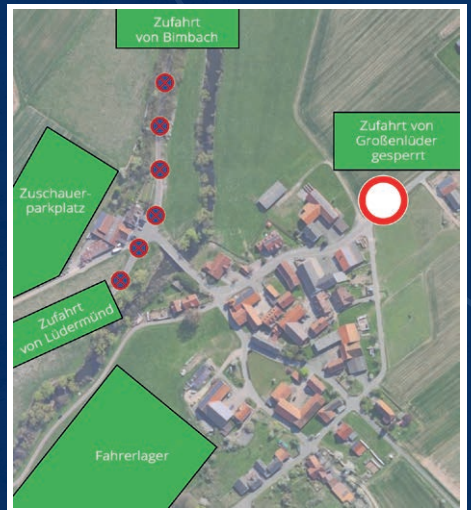 Zufahrt
von Bimbach
Zufahrt von
Großenlüder
gesperrt
Zuschauer-
parkplatz
Zufahrt
von Lüdermünd
Fahrerlager